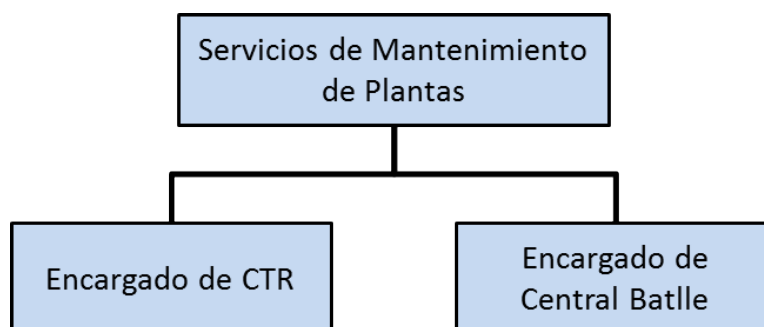 Servicios de Mantenimiento
de Plantas
Encargado de CTR
Encargado de
Central Batlle